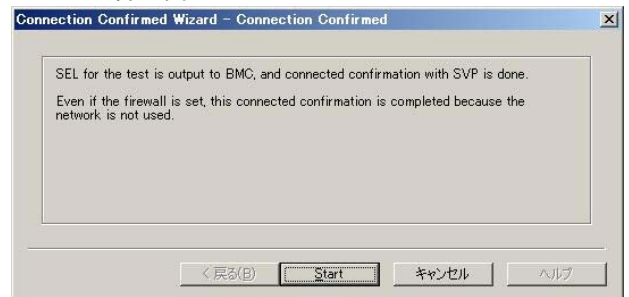 Connection Confirmed Wizard - Connection Confirmed
SEL for the test is output to BMC, and connected confirmation with SVP is done.
Even if the firewall is set, this connected confirmation is completed because the
network is not used.
< 戻る(B) Start キャンセル ヘルプ